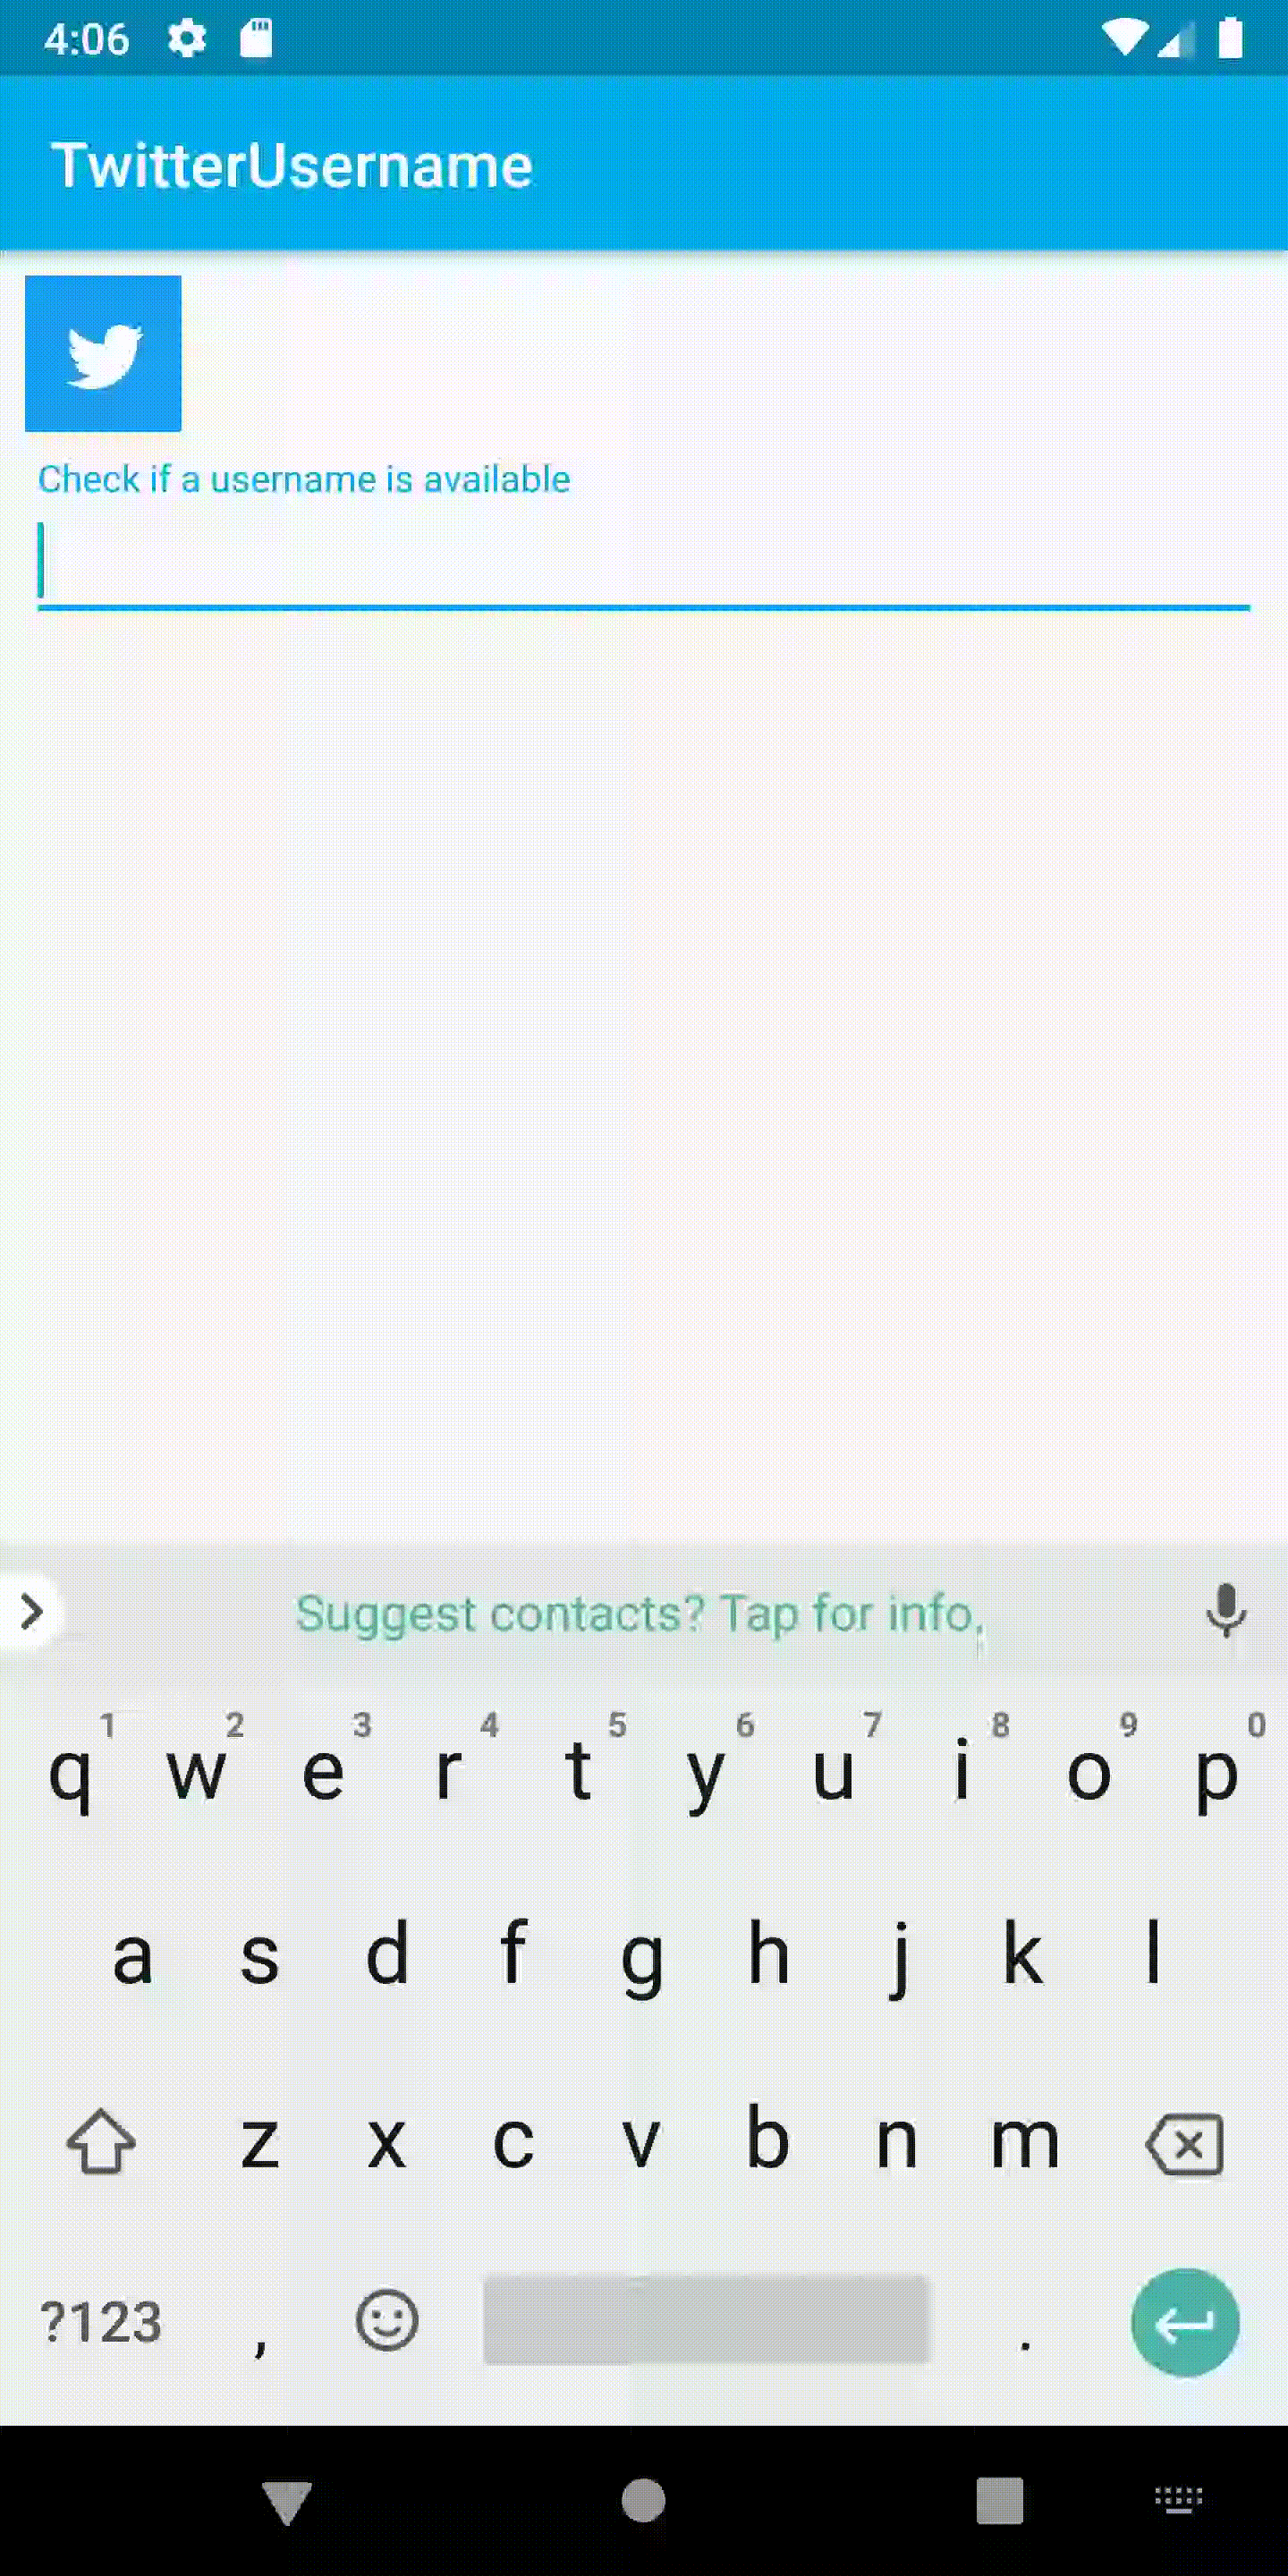 4:06
TwitterUsername
Check if a username is available
Suggest contacts? Tap for info.
1 2 3 4 5 6 7 8 9 0
q w e r t y u i o p
a s d f g h j k l
z x c v b n m
?123 , .